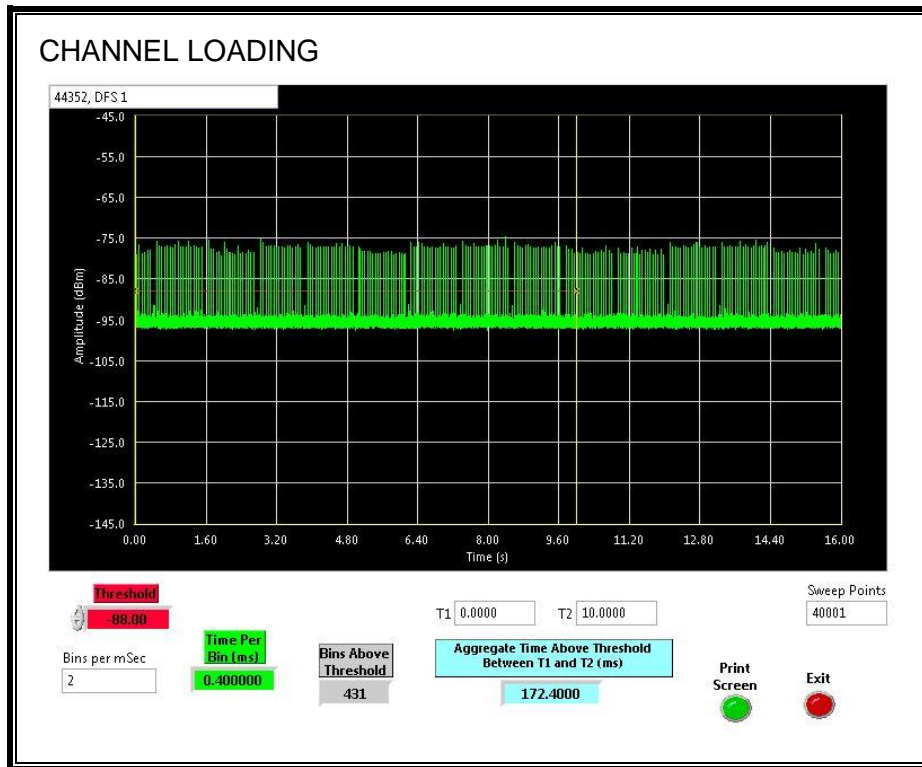 CHANNEL LOADING
44352, DFS 1
-45.0
-55.0
-65.0
-75.0
-85.0
-95.0
-105.0
-115.0
-125.0
-135.0
-145.0
Amplitude (dBm)
0.00 1.60 3.20 4.80 6.40 8.00 9.60 11.20 12.80 14.40 16.00
Time (s)
Threshold
-88.00
Bins per mSec
2
Time Per
Bin (ms)
0.400000
Bins Above
Threshold
431
T1 0.0000 T2 10.0000
Aggregate Time Above Threshold
Between T1 and T2 (ms)
172.4000
Sweep Points
40001
Print
Screen
Exit